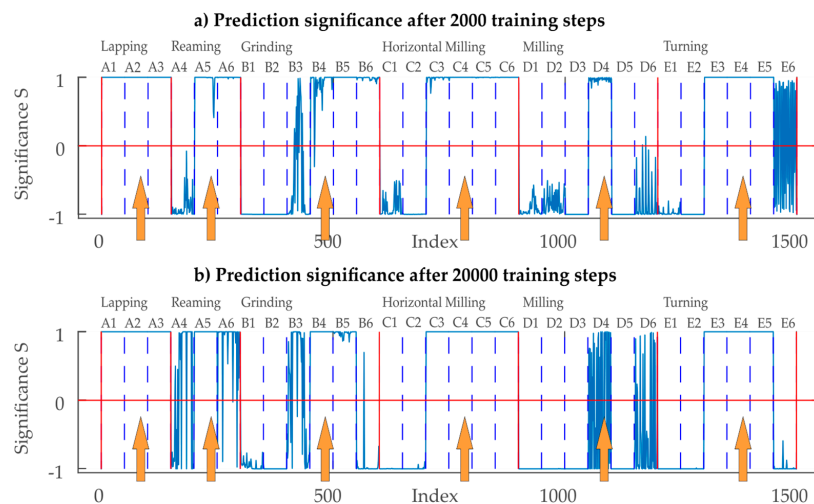 a) Prediction significance after 2000 training steps
Lapping Reaming Grinding Horizontal Milling Milling Turning
A1 A2 A3 A4 A5 A6 B1 B2 B3 B4 B5 B6 C1 C2 C3 C4 C5 C6 D1 D2 D3 D4 D5 D6 E1 E2 E3 E4 E5 E6
Significance S
1
0
-1
0 500 Index 1000 1500
b) Prediction significance after 20000 training steps
Lapping Reaming Grinding Horizontal Milling Milling Turning
A1 A2 A3 A4 A5 A6 B1 B2 B3 B4 B5 B6 C1 C2 C3 C4 C5 C6 D1 D2 D3 D4 D5 D6 E1 E2 E3 E4 E5 E6
Significance S
1
0
-1
0 500 Index 1000 1500